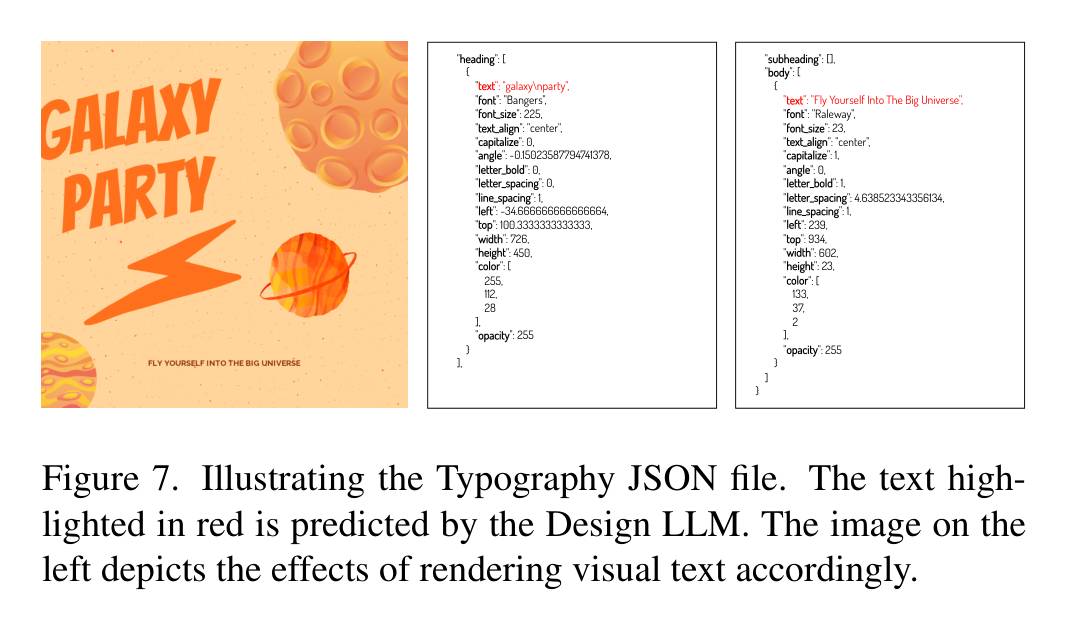 GALAXY
PARTY
FLY YOURSELF INTO THE BIG UNIVERSE
"heading": [
{
"text": "galaxy\nparty",
"font": "Bangers",
"font_size": 225,
"text_align": "center",
"capitalize": 0,
"angle": -0.15023587794741378,
"letter_bold": 0,
"letter_spacing": 0,
"line_spacing": 1,
"left": -34.666666666666664,
"top": 100.3333333333333,
"width": 726,
"height": 450,
"color": [
255,
112,
28
],
"opacity": 255
}
],
"subheading": [],
"body": [
{
"text": "Fly Yourself Into The Big Universe",
"font": "Raleway",
"font_size": 23,
"text_align": "center",
"capitalize": 1,
"angle": 0,
"letter_bold": 1,
"letter_spacing": 4.638523343356134,
"line_spacing": 1,
"left": 239,
"top": 934,
"width": 602,
"height": 23,
"color": [
133,
37,
2
],
"opacity": 255
}
]
}
Figure 7. Illustrating the Typography JSON file. The text high-
lighted in red is predicted by the Design LLM. The image on the
left depicts the effects of rendering visual text accordingly.